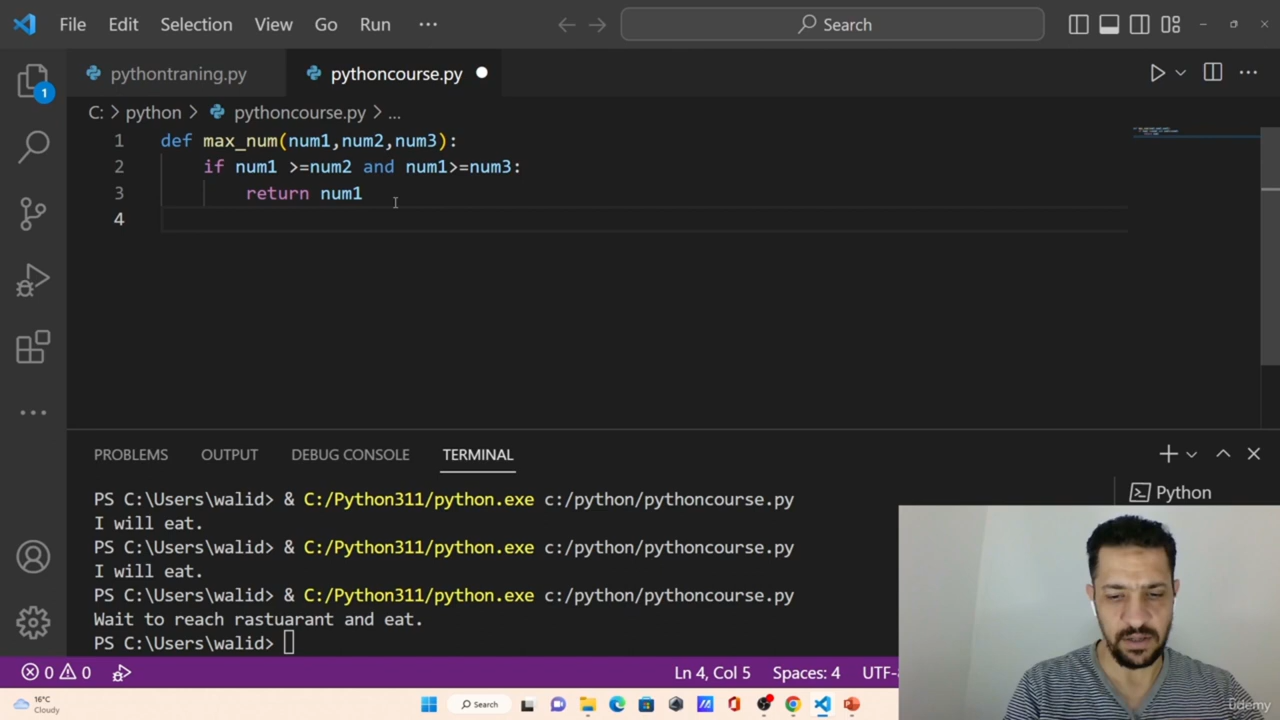 File Edit Selection View Go Run ··· Search
pythontraning.py pythoncourse.py
C: > python > pythoncourse.py > ...
1 def max_num(num1,num2,num3):
2 if num1 >=num2 and num1>=num3:
3 return num1
4
1
PROBLEMS OUTPUT DEBUG CONSOLE TERMINAL
PS C:\Users\walid> & C:/Python311/python.exe c:/python/pythoncourse.py
I will eat.
PS C:\Users\walid> & C:/Python311/python.exe c:/python/pythoncourse.py
I will eat.
PS C:\Users\walid> & C:/Python311/python.exe c:/python/pythoncourse.py
Wait to reach rastuarant and eat.
PS C:\Users\walid>
Python
0 0 Ln 4, Col 5 Spaces: 4 UTF-8
16°C
Cloudy
Search
ûdemy